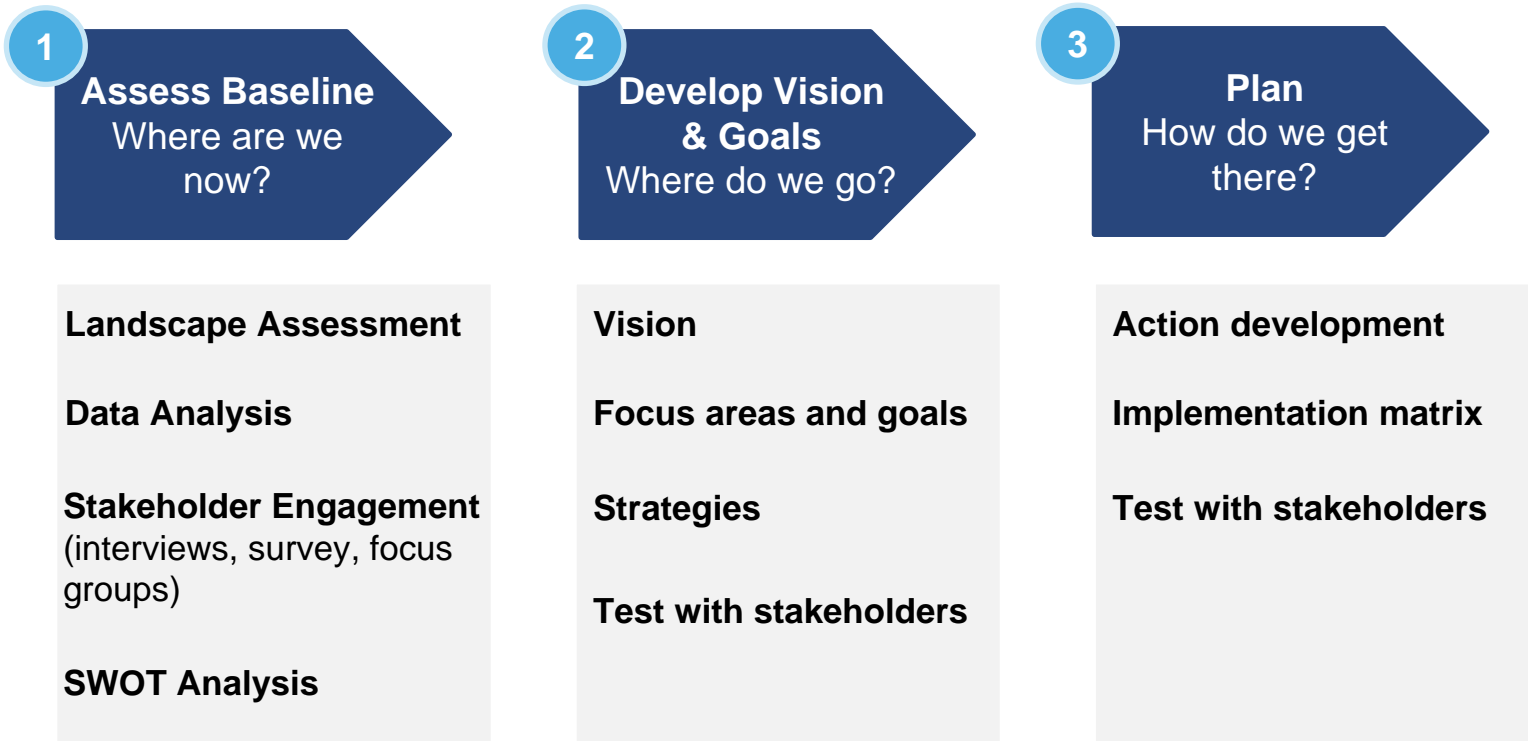 1
Assess Baseline
Where are we
now?
Landscape Assessment
Data Analysis
Stakeholder Engagement
(interviews, survey, focus
groups)
SWOT Analysis
2
Develop Vision
& Goals
Where do we go?
Vision
Focus areas and goals
Strategies
Test with stakeholders
3
Plan
How do we get
there?
Action development
Implementation matrix
Test with stakeholders